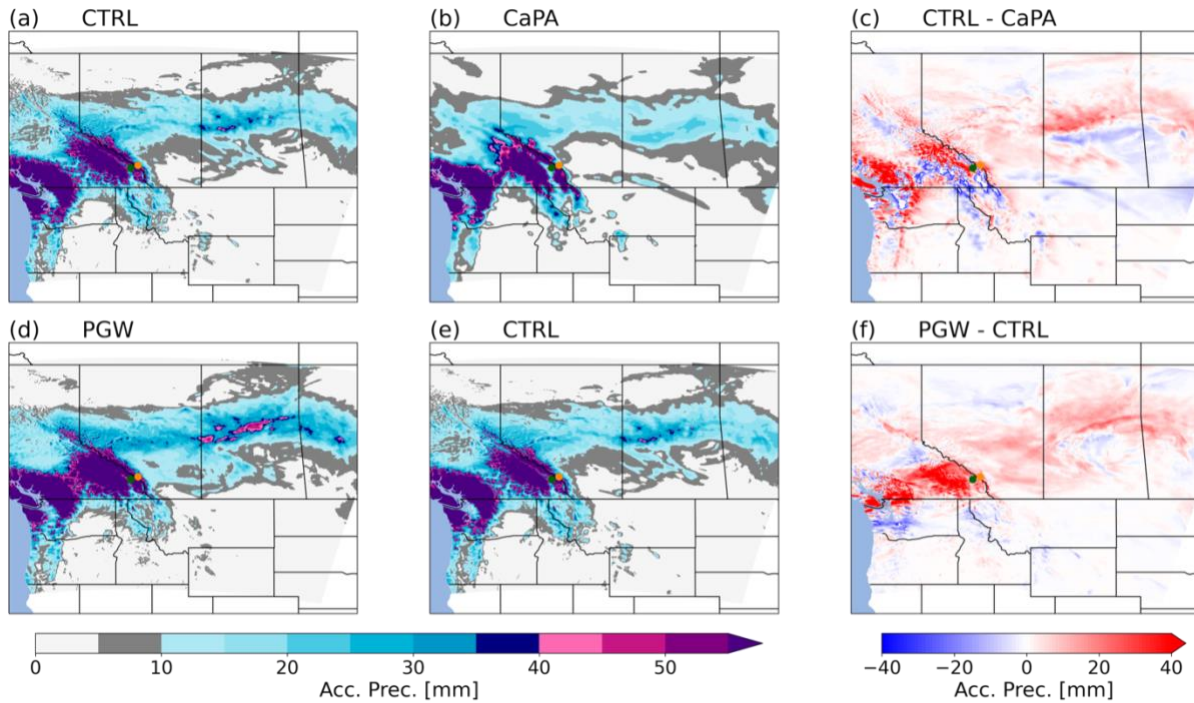 (a) CTRL
(b) CaPA
(c) CTRL - CaPA
(d) PGW
(e) CTRL
(f) PGW - CTRL
0 10 20 30 40 50
Acc. Prec. [mm]
−40 −20 0 20 40
Acc. Prec. [mm]